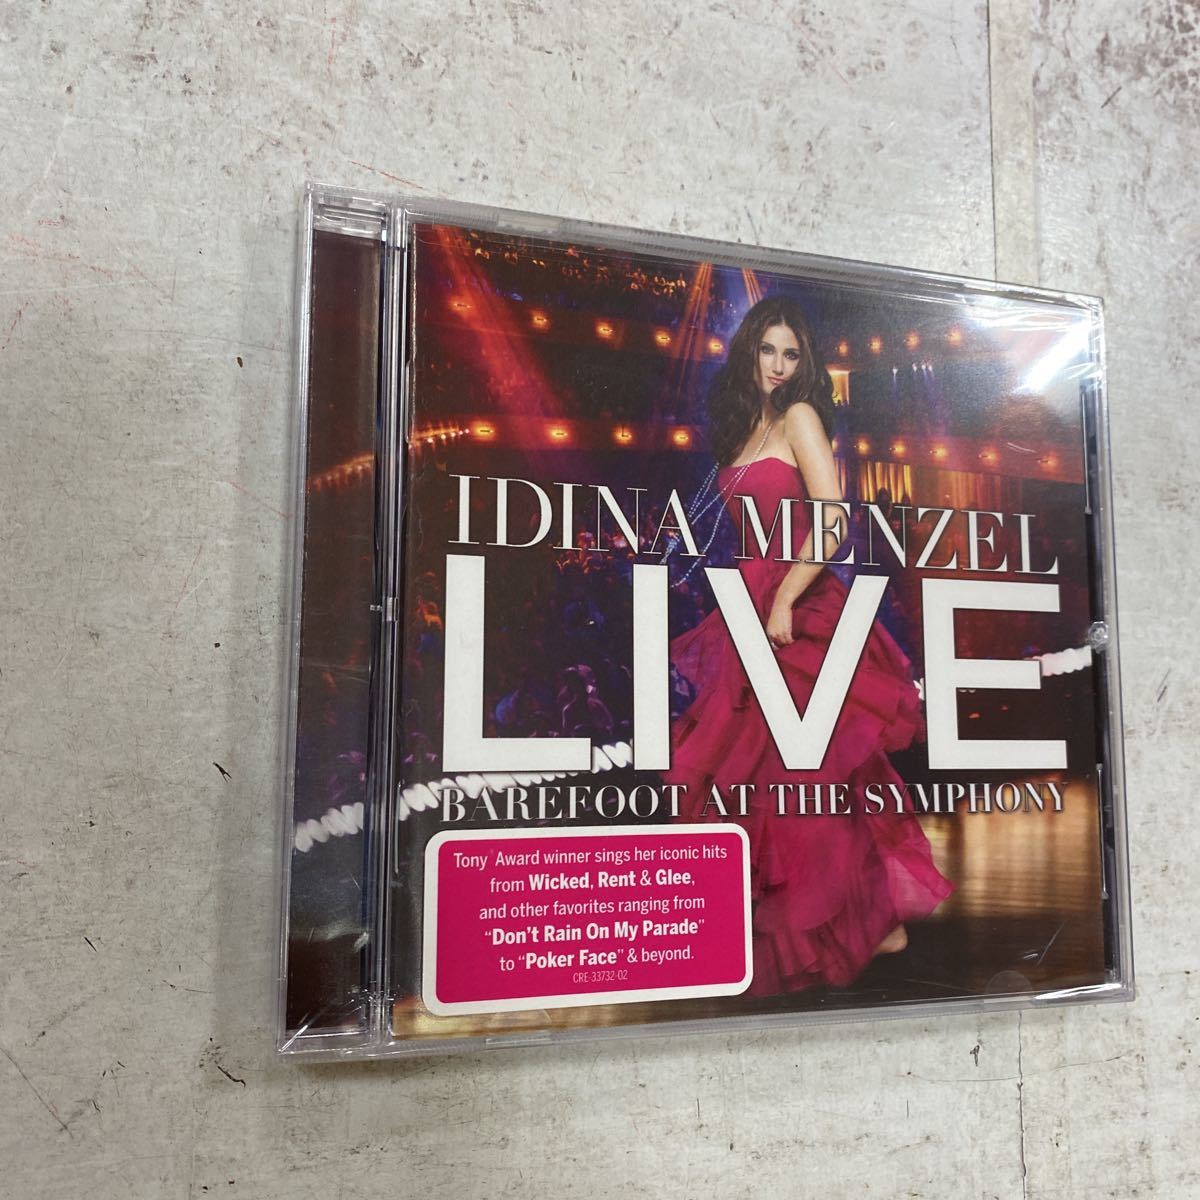 IDINA MENZEL
LIVE
BAREFOOT AT THE SYMPHONY
Tony Award winner sings her iconic hits
from Wicked, Rent & Glee,
and other favorites ranging from
“Don't Rain On My Parade”
to “Poker Face” & beyond.
CRE-33732-02